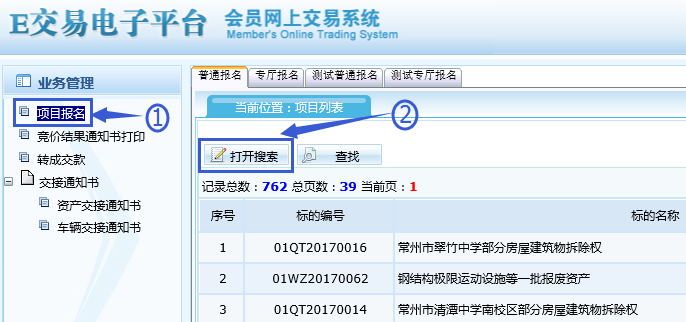 E交易电子平台 会员网上交易系统
Member's Online Trading System
业务管理
项目报名
竞价结果通知书打印
转成交款
交接通知书
资产交接通知书
车辆交接通知书
①
普通报名 专厅报名 测试普通报名 测试专厅报名
当前位置：项目列表
②
打开搜索 查找
记录总数：762 总页数：39 当前页：1
序号 标的编号 标的名称
1 01QT20170016 常州市翠竹中学部分房屋建筑物拆除权
2 01WZ20170062 钢结构极限运动设施等一批报废资产
3 01QT20170014 常州市清潭中学南校区部分房屋建筑物拆除权